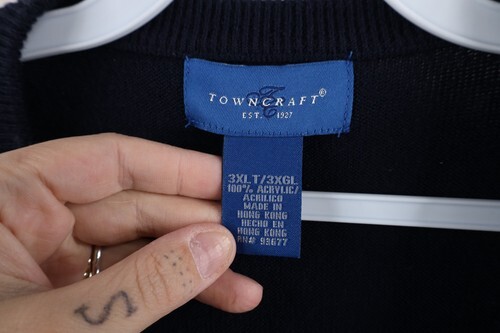 TOWNCRAFT©
EST. 1927
3XLT/3XGL
100% ACRYLIC/
ACRILICO
MADE IN
HONG KONG
HECHO EN
HONG KONG
RN# 93677
S